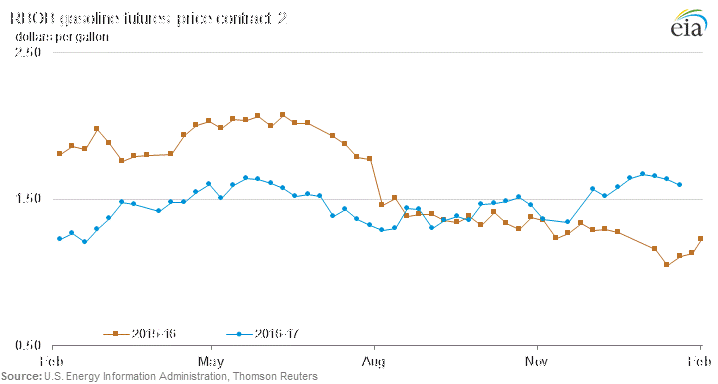 RBOB gasoline futures price contract 2
dollars per gallon
eia
2.50
1.50
0.50
2015-16
2016-17
Feb
May
Aug
Nov
Feb
Source: U.S. Energy Information Administration, Thomson Reuters